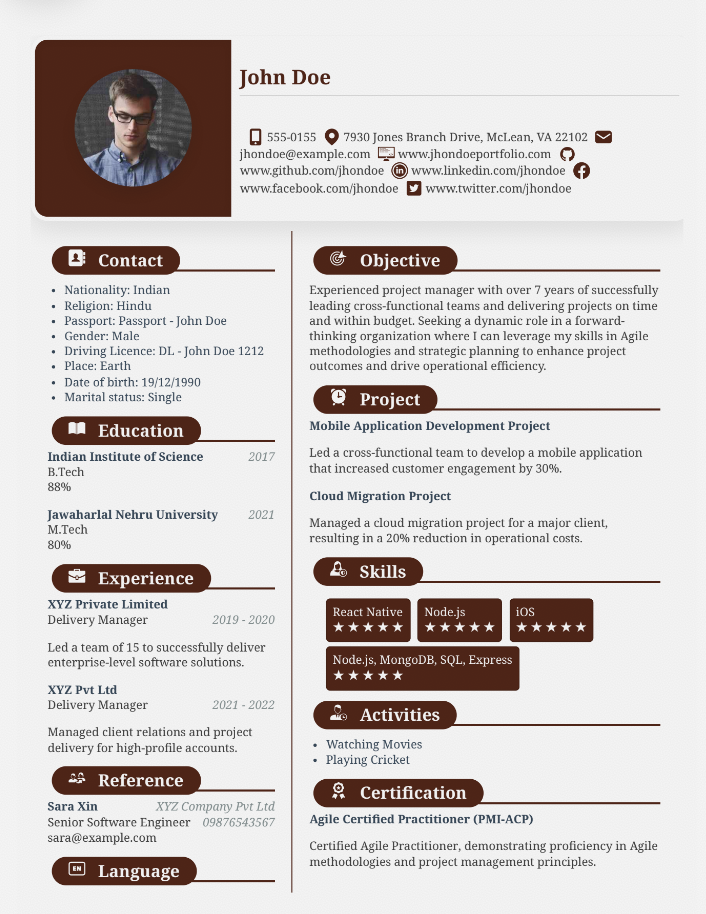 John Doe
555-0155 7930 Jones Branch Drive, McLean, VA 22102
jhondoe@example.com www.jhondoeportfolio.com
www.github.com/jhondoe www.linkedin.com/jhondoe
www.facebook.com/jhondoe www.twitter.com/jhondoe
Contact
• Nationality: Indian
• Religion: Hindu
• Passport: Passport - John Doe
• Gender: Male
• Driving Licence: DL - John Doe 1212
• Place: Earth
• Date of birth: 19/12/1990
• Marital status: Single
Education
Indian Institute of Science 2017
B.Tech
88%
Jawaharlal Nehru University 2021
M.Tech
80%
Experience
XYZ Private Limited
Delivery Manager 2019 - 2020
Led a team of 15 to successfully deliver
enterprise-level software solutions.
XYZ Pvt Ltd
Delivery Manager 2021 - 2022
Managed client relations and project
delivery for high-profile accounts.
Reference
Sara Xin XYZ Company Pvt Ltd
Senior Software Engineer 09876543567
sara@example.com
EN Language
Objective
Experienced project manager with over 7 years of successfully
leading cross-functional teams and delivering projects on time
and within budget. Seeking a dynamic role in a forward-
thinking organization where I can leverage my skills in Agile
methodologies and strategic planning to enhance project
outcomes and drive operational efficiency.
Project
Mobile Application Development Project
Led a cross-functional team to develop a mobile application
that increased customer engagement by 30%.
Cloud Migration Project
Managed a cloud migration project for a major client,
resulting in a 20% reduction in operational costs.
Skills
React Native Node.js iOS
★★★★★ ★★★★★ ★★★★★
Node.js, MongoDB, SQL, Express
★★★★★
Activities
• Watching Movies
• Playing Cricket
Certification
Agile Certified Practitioner (PMI-ACP)
Certified Agile Practitioner, demonstrating proficiency in Agile
methodologies and project management principles.